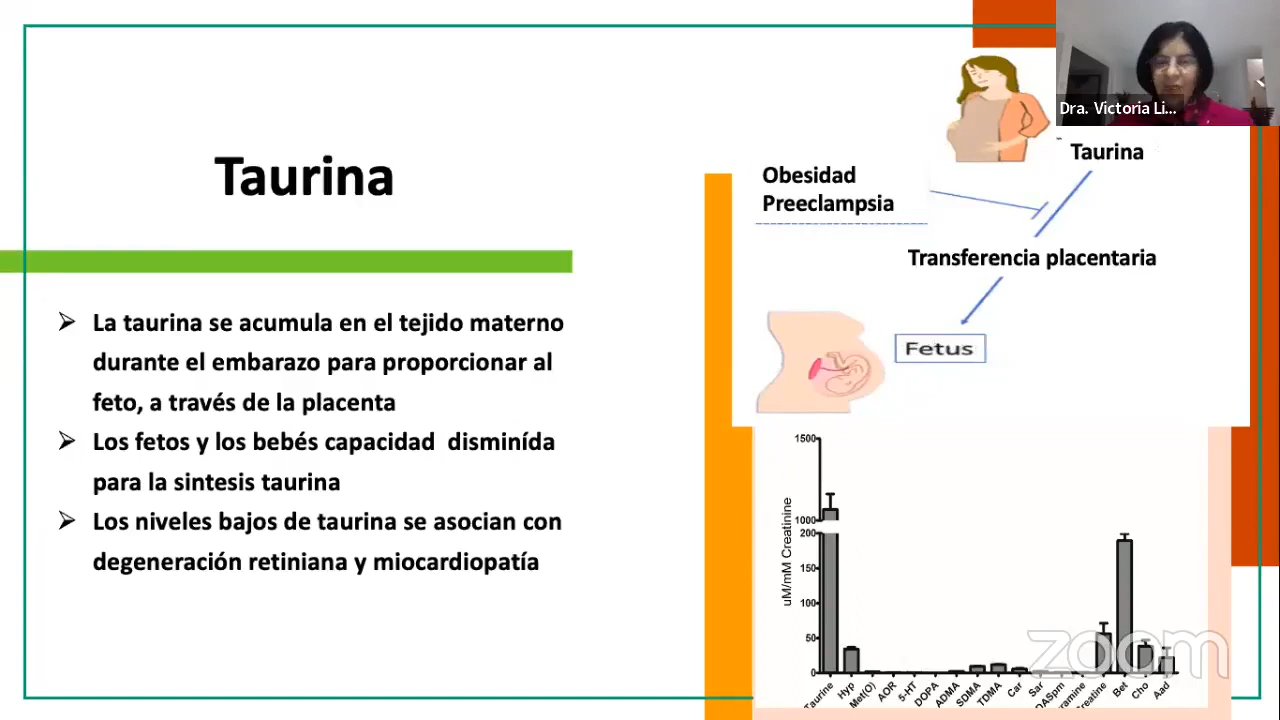 Dra. Victoria Li...
Taurina
Taurina
Obesidad
Preeclampsia
Transferencia placentaria
Fetus
La taurina se acumula en el tejido materno
durante el embarazo para proporcionar al
feto, a través de la placenta
Los fetos y los bebés capacidad disminída
para la sintesis taurina
Los niveles bajos de taurina se asocian con
degeneración retiniana y miocardiopatía
uM/mM Creatinine
1500
1000
200
150
100
50
0
Taurine
Hyp
Met(O)
AOR
5-HT
DOPA
ADMA
SDMA
TDMA
Car
Sar
Bet
Cho
Aad
zoom